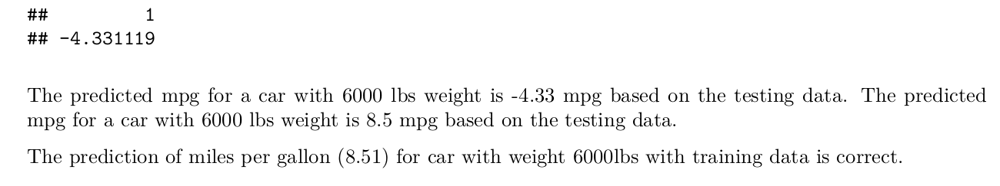 ##         1
## -4.331119
The predicted mpg for a car with 6000 lbs weight is -4.33 mpg based on the testing data. The predicted
mpg for a car with 6000 lbs weight is 8.5 mpg based on the testing data.
The prediction of miles per gallon (8.51) for car with weight 6000lbs with training data is correct.